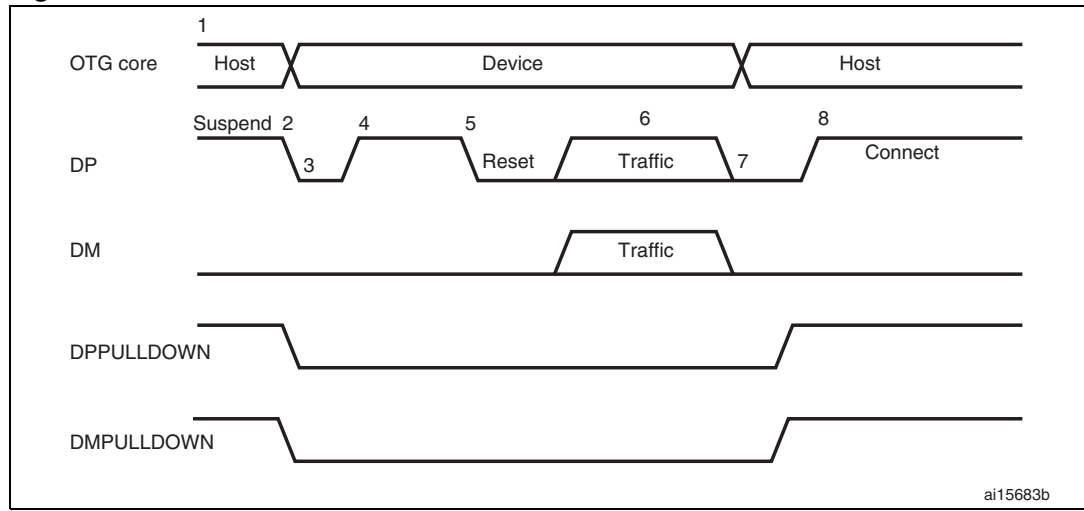 1
OTG core Host Device Host
Suspend 2 4 5 6 8
DP 3 Reset Traffic 7 Connect
DM Traffic
DPPULLDOWN
DMPULLDOWN
ai15683b